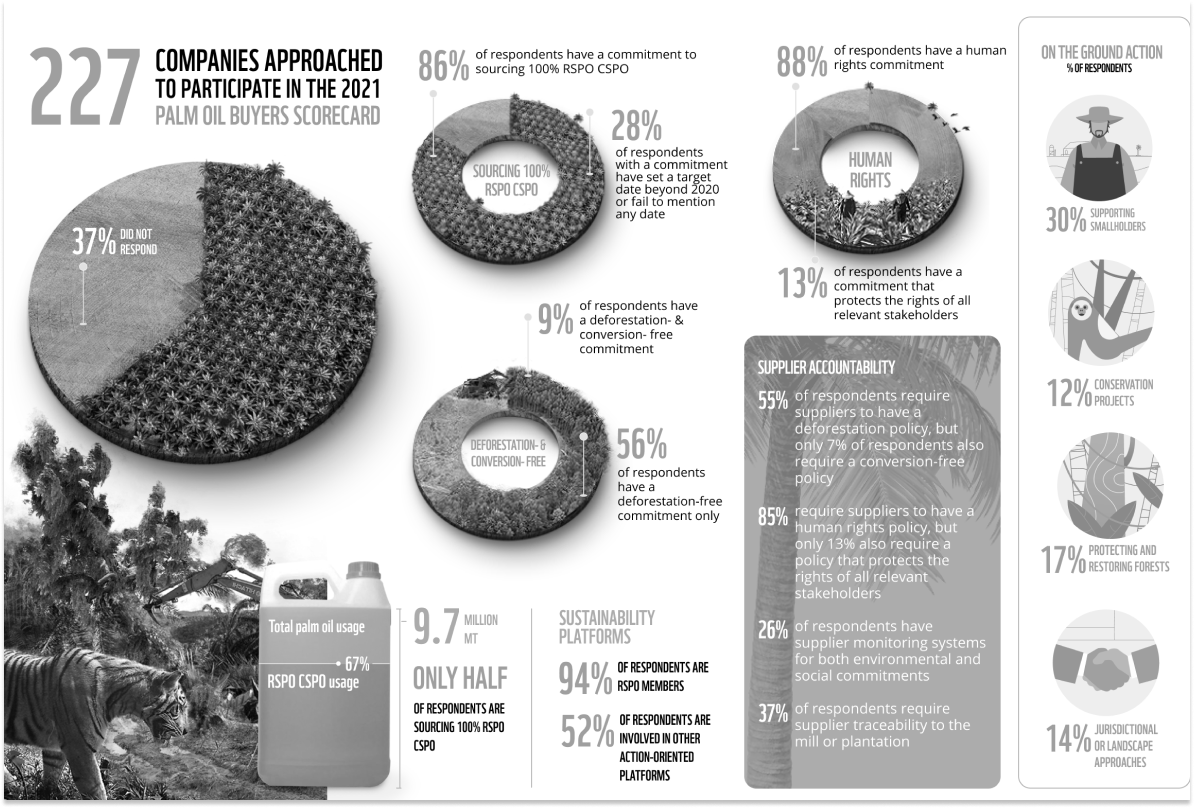 227
COMPANIES APPROACHED
TO PARTICIPATE IN THE 2021
PALM OIL BUYERS SCORECARD
37% DID NOT
RESPOND
86% of respondents have a commitment to
sourcing 100% RSPO CSPO
SOURCING 100%
RSPO CSPO
28%
of respondents
with a commitment
have set a target
date beyond 2020
or fail to mention
any date
9% of respondents have
a deforestation- &
conversion- free
commitment
DEFORESTATION- &
CONVERSION- FREE
56%
of respondents
have a
deforestation-free
commitment only
88% of respondents have a human
rights commitment
HUMAN
RIGHTS
13% of respondents have a
commitment that
protects the rights of all
relevant stakeholders
Total palm oil usage
67%
RSPO CSPO usage
9.7 MILLION
MT
ONLY HALF
OF RESPONDENTS ARE
SOURCING 100% RSPO
CSPO
SUSTAINABILITY
PLATFORMS
94% OF RESPONDENTS ARE
RSPO MEMBERS
52% OF RESPONDENTS ARE
INVOLVED IN OTHER
ACTION-ORIENTED
PLATFORMS
SUPPLIER ACCOUNTABILITY
55% of respondents require
suppliers to have a
deforestation policy, but
only 7% of respondents also
require a conversion-free
policy
85% require suppliers to have a
human rights policy, but
only 13% also require a
policy that protects the
rights of all relevant
stakeholders
26% of respondents have
supplier monitoring systems
for both environmental and
social commitments
37% of respondents require
supplier traceability to the
mill or plantation
ON THE GROUND ACTION
% OF RESPONDENTS
30% SUPPORTING
SMALLHOLDERS
12% CONSERVATION
PROJECTS
17% PROTECTING AND
RESTORING FORESTS
14% JURISDICTIONAL
OR LANDSCAPE
APPROACHES